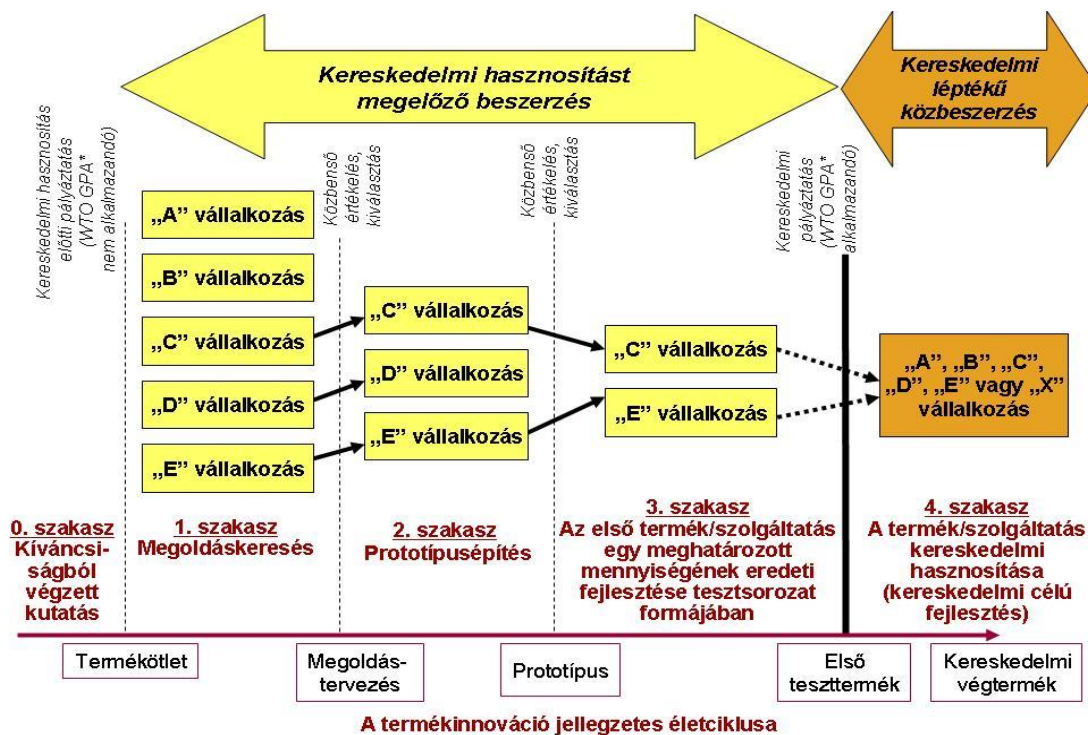 Kereskedelmi hasznosítást
megelőző beszerzés
Kereskedelmi
léptékű
közbeszerzés
Kereskedelmi hasznosítás
előtti pályáztatás
(WTO GPA*
nem alkalmazandó)
Közbenső
értékelés,
kiválasztás
Közbenső
értékelés,
kiválasztás
Kereskedelmi
pályáztatás
(WTO GPA*
alkalmazandó)
„A” vállalkozás
„B” vállalkozás
„C” vállalkozás
„D” vállalkozás
„E” vállalkozás
„C” vállalkozás
„D” vállalkozás
„E” vállalkozás
„C” vállalkozás
„E” vállalkozás
„A”, „B”, „C”,
„D”, „E” vagy „X”
vállalkozás
0. szakasz
Kíváncsi-
ságból
végzett
kutatás
1. szakasz
Megoldáskeresés
2. szakasz
Prototípusépítés
3. szakasz
Az első termék/szolgáltatás
egy meghatározott
mennyiségének eredeti
fejlesztése tesztsorozat
formájában
4. szakasz
A termék/szolgáltatás
kereskedelmi
hasznosítása
(kereskedelmi célú
fejlesztés)
Termékötlet
Megoldás-
tervezés
Prototípus
Első
teszttermék
Kereskedelmi
végtermék
A termékinnováció jellegzetes életciklusa